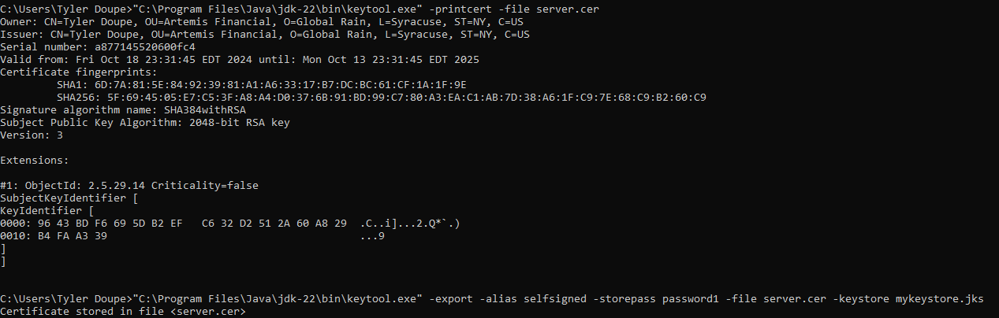 C:\Users\Tyler Doupe>"C:\Program Files\Java\jdk-22\bin\keytool.exe" -printcert -file server.cer
Owner: CN=Tyler Doupe, OU=Artemis Financial, O=Global Rain, L=Syracuse, ST=NY, C=US
Issuer: CN=Tyler Doupe, OU=Artemis Financial, O=Global Rain, L=Syracuse, ST=NY, C=US
Serial number: a877145520600fc4
Valid from: Fri Oct 18 23:31:45 EDT 2024 until: Mon Oct 13 23:31:45 EDT 2025
Certificate fingerprints:
         SHA1: 6D:7A:81:5E:84:92:39:81:A1:A6:33:17:B7:DC:BC:61:CF:1A:1F:9E
         SHA256: 5F:69:45:05:E7:C5:3F:A8:A4:D0:37:6B:91:BD:99:C7:80:A3:EA:C1:AB:7D:38:A6:1F:C9:7E:68:C9:B2:60:C9
Signature algorithm name: SHA384withRSA
Subject Public Key Algorithm: 2048-bit RSA key
Version: 3
Extensions:
#1: ObjectId: 2.5.29.14 Criticality=false
SubjectKeyIdentifier [
KeyIdentifier [
0000: 96 43 BD F6 69 5D B2 EF   C6 32 D2 51 2A 60 A8 29  .C..i]...2.Q*`.)
0010: B4 FA A3 39                                        ...9
]
]
C:\Users\Tyler Doupe>"C:\Program Files\Java\jdk-22\bin\keytool.exe" -export -alias selfsigned -storepass password1 -file server.cer -keystore mykeystore.jks
Certificate stored in file <server.cer>